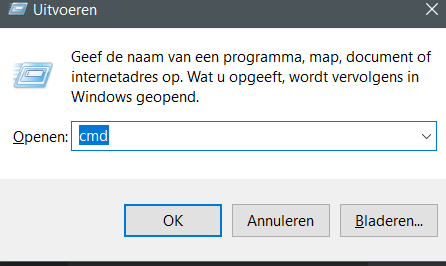 Uitvoeren
Geef de naam van een programma, map, document of
internetadres op. Wat u opgeeft, wordt vervolgens in
Windows geopend.
Openen: cmd
OK Annuleren Bladeren...